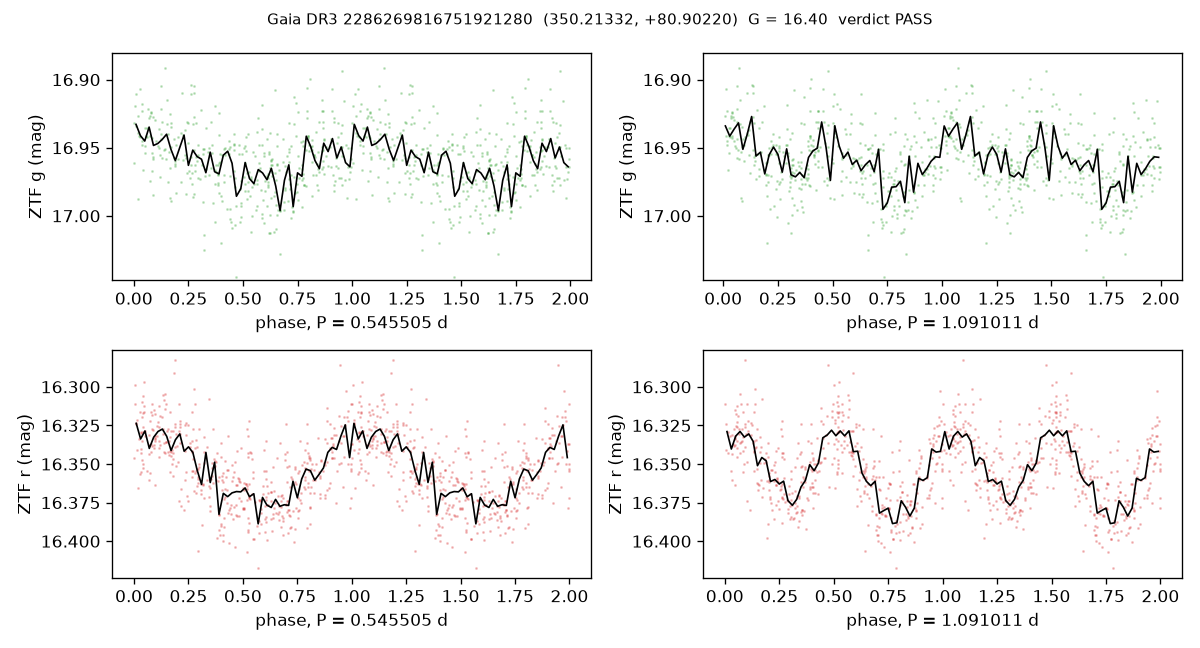 Gaia DR3 2286269816751921280 (350.21332, +80.90220) G = 16.40 verdict PASS
ZTF g (mag)
16.90
16.95
17.00
0.00 0.25 0.50 0.75 1.00 1.25 1.50 1.75 2.00
phase, P = 0.545505 d
ZTF g (mag)
16.90
16.95
17.00
0.00 0.25 0.50 0.75 1.00 1.25 1.50 1.75 2.00
phase, P = 1.091011 d
ZTF r (mag)
16.300
16.325
16.350
16.375
16.400
0.00 0.25 0.50 0.75 1.00 1.25 1.50 1.75 2.00
phase, P = 0.545505 d
ZTF r (mag)
16.300
16.325
16.350
16.375
16.400
0.00 0.25 0.50 0.75 1.00 1.25 1.50 1.75 2.00
phase, P = 1.091011 d